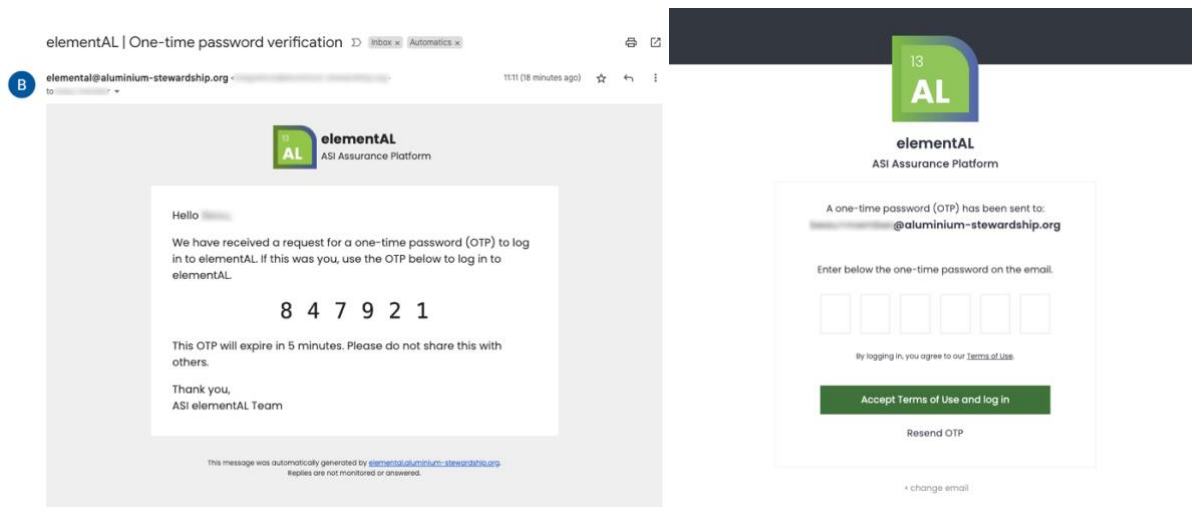 elementAL | One-time password verification Inbox × Automatics ×
B
elemental@aluminium-stewardship.org
11:11 (18 minutes ago)
to
13
AL
elementAL
ASI Assurance Platform
Hello
We have received a request for a one-time password (OTP) to log
in to elementAL. If this was you, use the OTP below to log in to
elementAL.
8 4 7 9 2 1
This OTP will expire in 5 minutes. Please do not share this with
others.
Thank you,
ASI elementAL Team
This message was automatically generated by elemental.aluminium-stewardship.org.
Replies are not monitored or answered.
13
AL
elementAL
ASI Assurance Platform
A one-time password (OTP) has been sent to:
@aluminium-stewardship.org
Enter below the one-time password on the email.
By logging in, you agree to our Terms of Use.
Accept Terms of Use and log in
Resend OTP
‹ change email